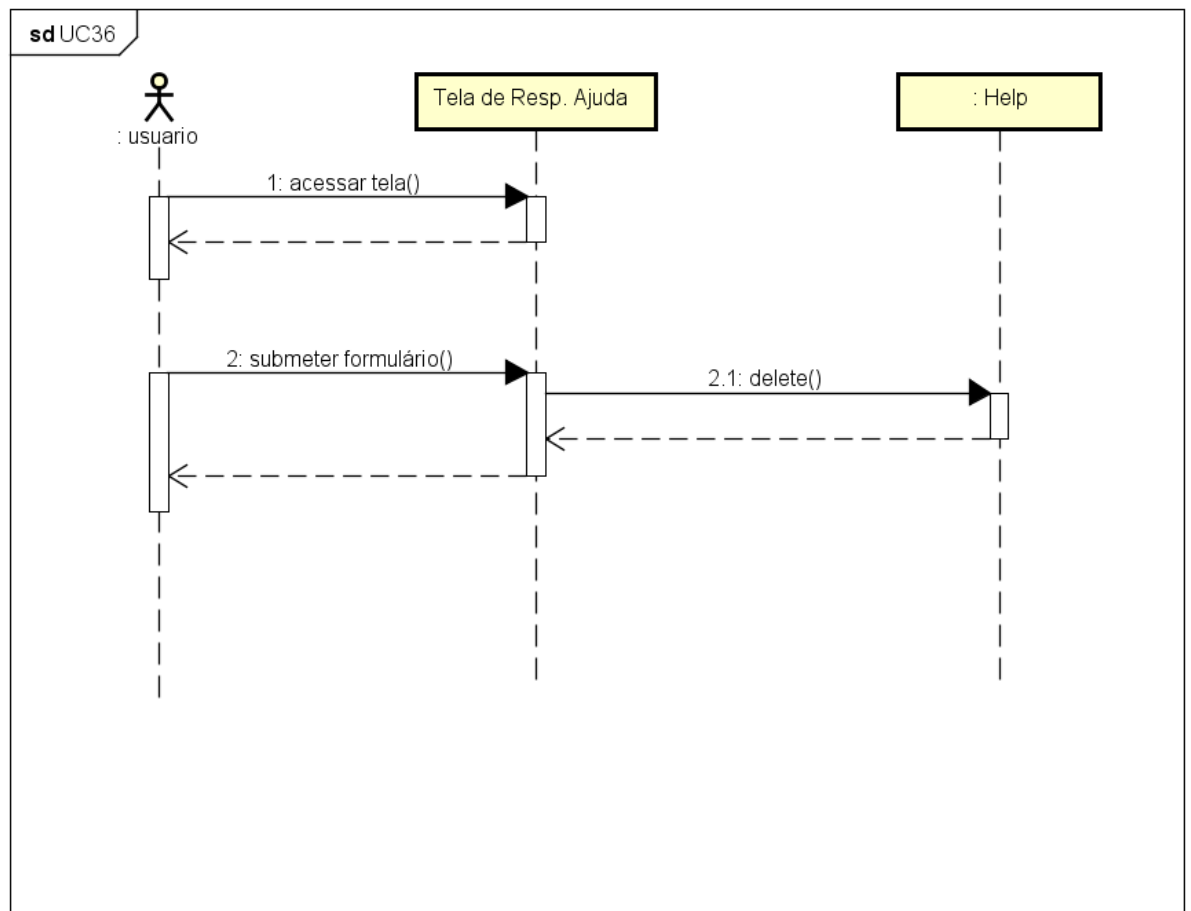 sd UC36
: usuario
Tela de Resp. Ajuda
: Help
1: acessar tela()
2: submeter formulário()
2.1: delete()